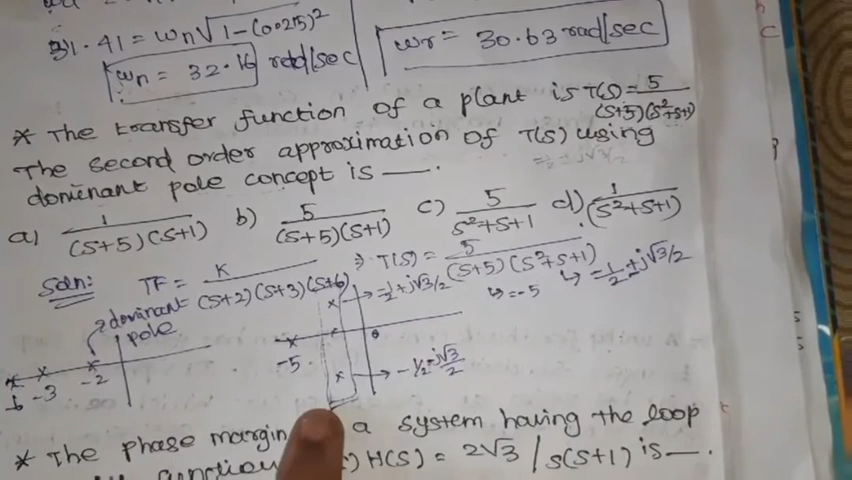 31.41 = ωn√1-(0.215)²
ωn = 32.16 rad/sec
ωr = 30.63 rad/sec
* The transfer function of a plant is T(s) = 5/(s+5)(s²+s+1)
The second order approximation of T(s) using
dominant pole concept is —.
a) 1/(s+5)(s+1) b) 5/(s+5)(s+1) c) 5/s²+s+1 d) 1/(s²+s+1)
Soln: TF = K/(s+2)(s+3)(s+6) ⇒ T(s) = 5/(s+5)(s²+s+1)
↳ = -5 ↳ = -1/2 ± j√3/2
dominant pole
→ -1/2 + j√3/2
-6 -3 -2 -5
→ -1/2 - j√3/2
* The phase margin a system having the loop
H(s) = 2√3 / s(s+1) is —.